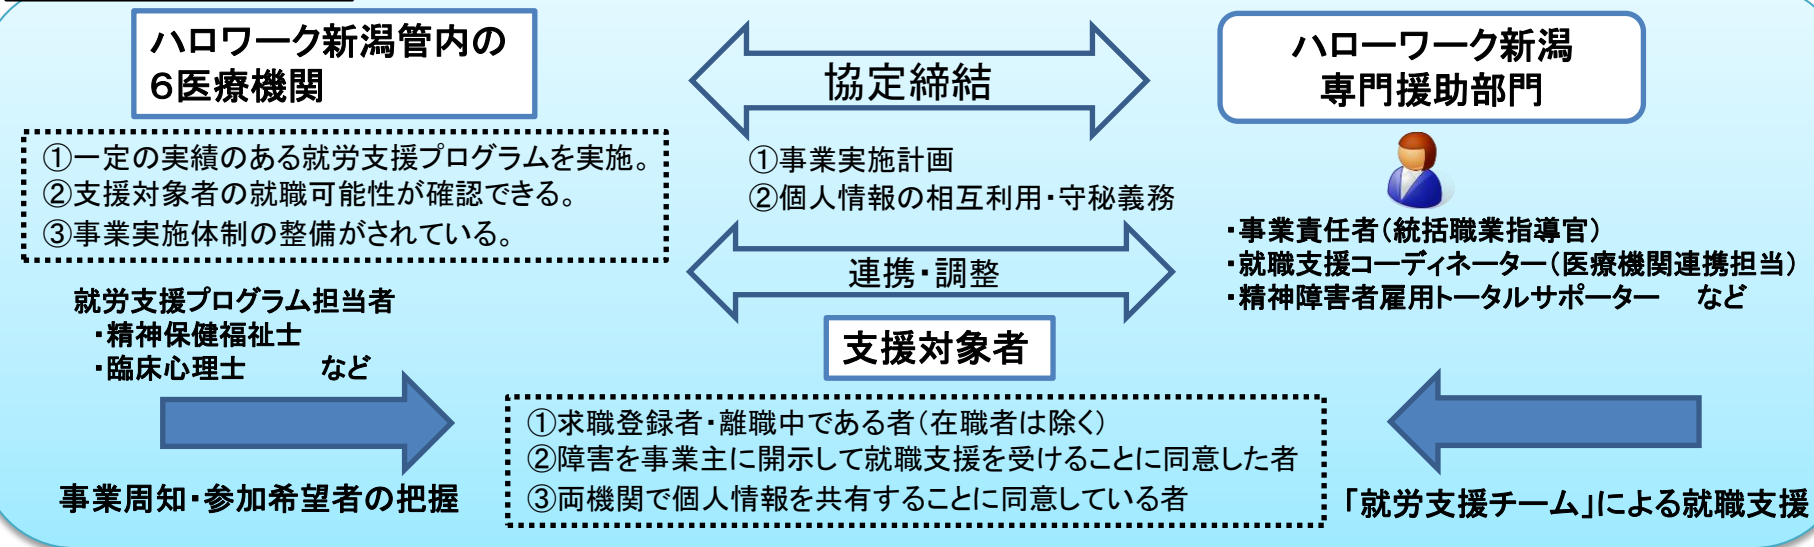 ハロワーク新潟管内の
６医療機関
協定締結
ハローワーク新潟
専門援助部門
①一定の実績のある就労支援プログラムを実施。
②支援対象者の就職可能性が確認できる。
③事業実施体制の整備がされている。
①事業実施計画
②個人情報の相互利用・守秘義務
・事業責任者（統括職業指導官）
・就職支援コーディネーター（医療機関連携担当）
・精神障害者雇用トータルサポーター　など
連携・調整
就労支援プログラム担当者
・精神保健福祉士
・臨床心理士　　など
支援対象者
①求職登録者・離職中である者（在職者は除く）
②障害を事業主に開示して就職支援を受けることに同意した者
③両機関で個人情報を共有することに同意している者
事業周知・参加希望者の把握
「就労支援チーム」による就職支援